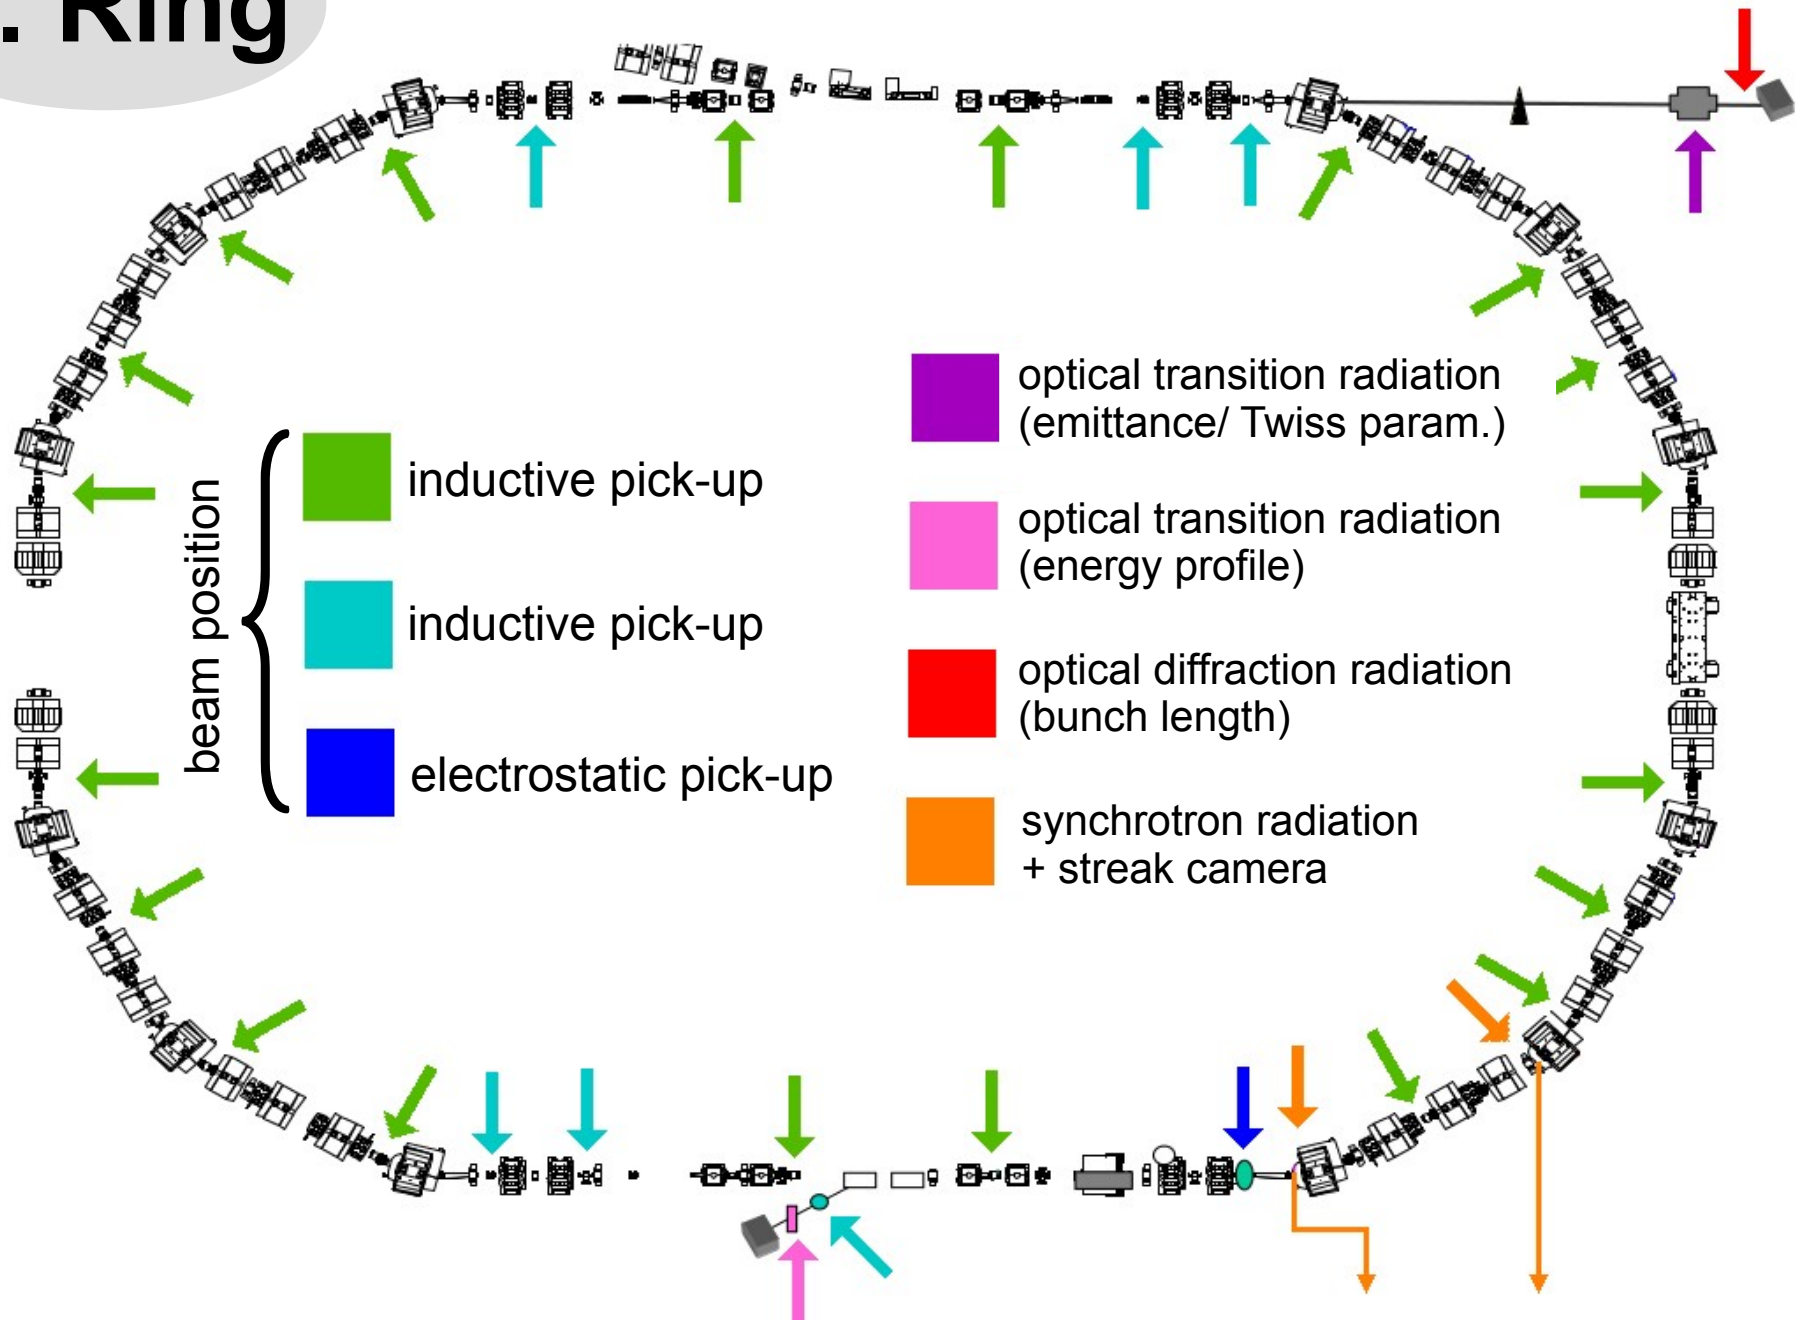 . Ring
optical transition radiation
(emittance/ Twiss param.)
inductive pick-up
optical transition radiation
(energy profile)
beam position
inductive pick-up
optical diffraction radiation
(bunch length)
electrostatic pick-up
synchrotron radiation
+ streak camera